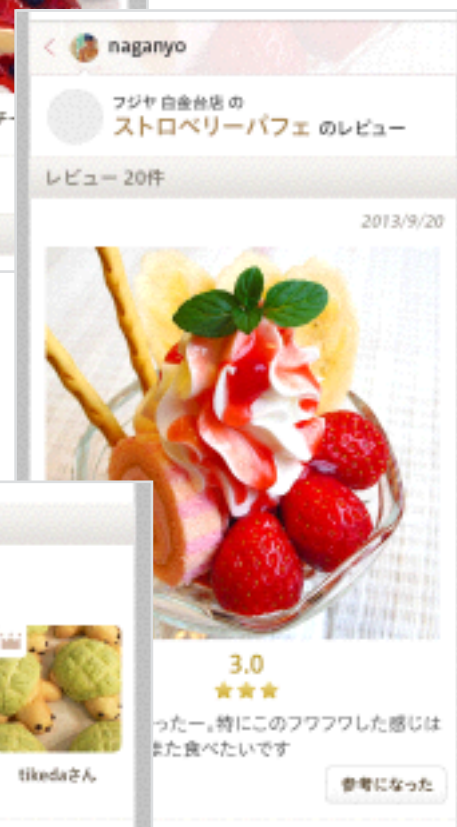 naganyo
フジヤ 白金台店 の
ストロベリーパフェ のレビュー
レビュー 20件
2013/9/20
3.0
ったー。特にこのフワフワした感じは
また食べたいです
参考になった
tikedaさん